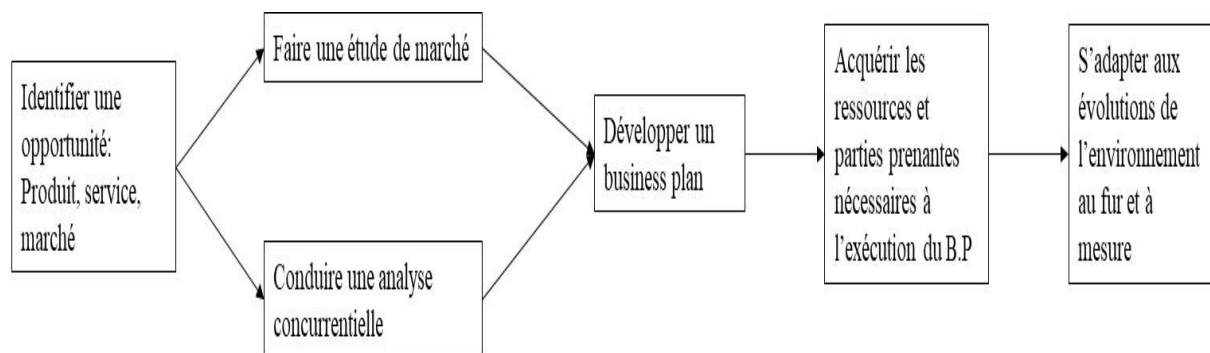 Identifier une
opportunité:
Produit, service,
marché
Faire une étude de marché
Conduire une analyse
concurrentielle
Développer un
business plan
Acquérir les
ressources et
parties prenantes
nécessaires à
l’exécution du B.P
S’adapter aux
évolutions de
l’environnement
au fur et à
mesure